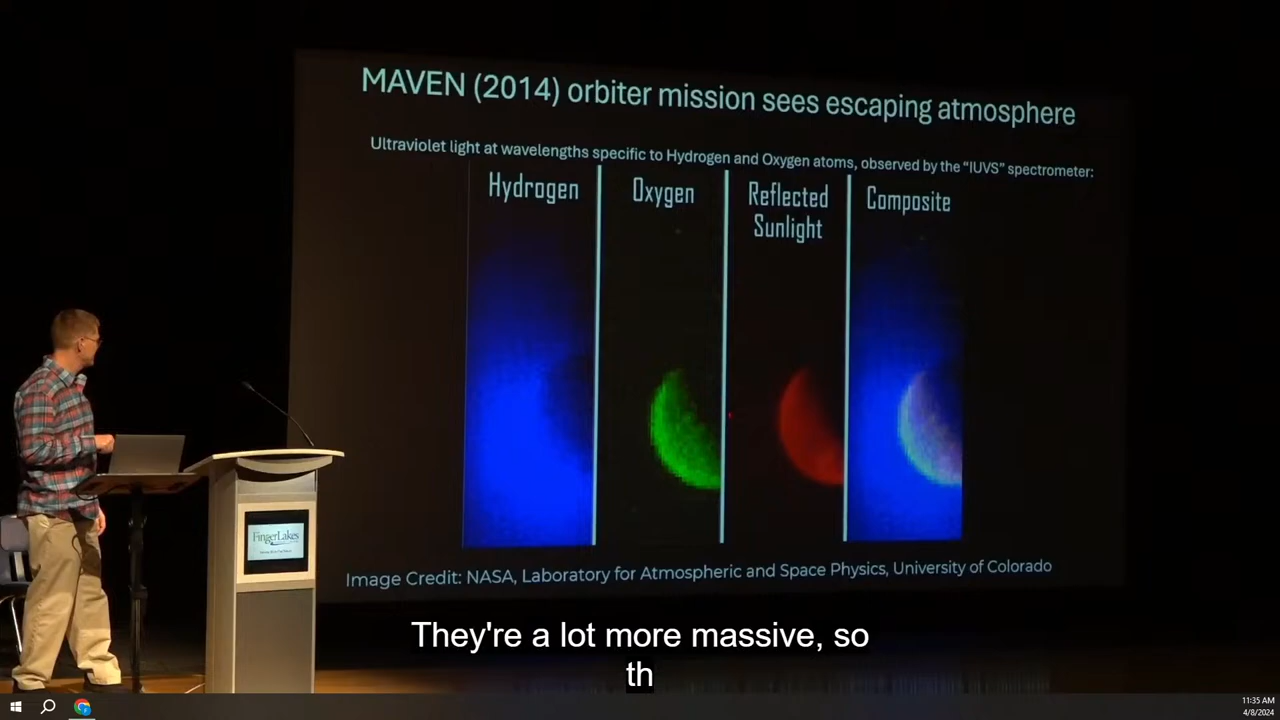 MAVEN (2014) orbiter mission sees escaping atmosphere
Ultraviolet light at wavelengths specific to Hydrogen and Oxygen atoms, observed by the "IUVS" spectrometer:
Hydrogen
Oxygen
Reflected
Sunlight
Composite
FingerLakes
Image Credit: NASA, Laboratory for Atmospheric and Space Physics, University of Colorado
They're a lot more massive, so
th
11:35 AM
4/8/2024